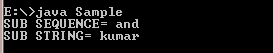 E:\>java Sample
SUB SEQUENCE= and
SUB STRING= kumar